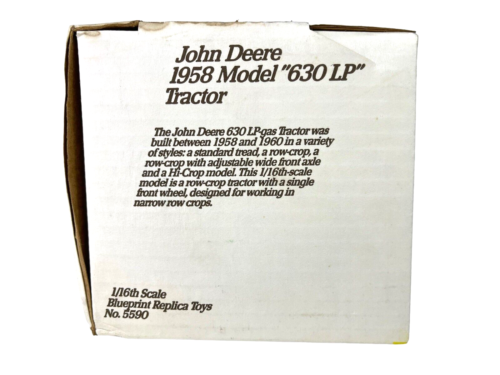 John Deere
1958 Model "630 LP"
Tractor
The John Deere 630 LP-gas Tractor was
built between 1958 and 1960 in a variety
of styles: a standard tread, a row-crop, a
row-crop with adjustable wide front axle
and a Hi-Crop model. This 1/16th-scale
model is a row-crop tractor with a single
front wheel, designed for working in
narrow row crops.
1/16th Scale
Blueprint Replica Toys
No. 5590